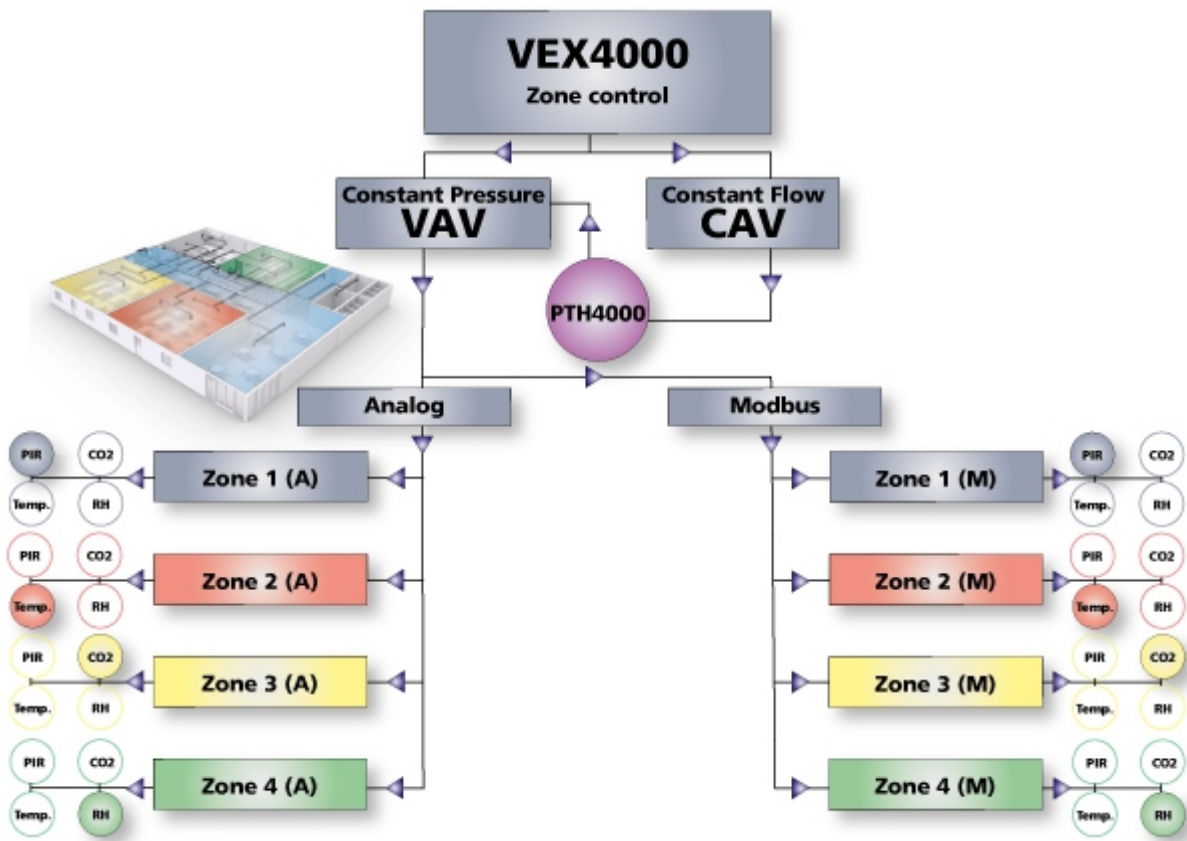 VEX4000
Zone control
Constant Pressure
VAV
Constant Flow
CAV
PTH4000
Analog
Modbus
PIR
CO2
Zone 1 (A)
Temp.
RH
PIR
CO2
Zone 2 (A)
Temp.
RH
PIR
CO2
Zone 3 (A)
Temp.
RH
PIR
CO2
Zone 4 (A)
Temp.
RH
Zone 1 (M)
PIR
CO2
Temp.
RH
Zone 2 (M)
PIR
CO2
Temp.
RH
Zone 3 (M)
PIR
CO2
Temp.
RH
Zone 4 (M)
PIR
CO2
Temp.
RH